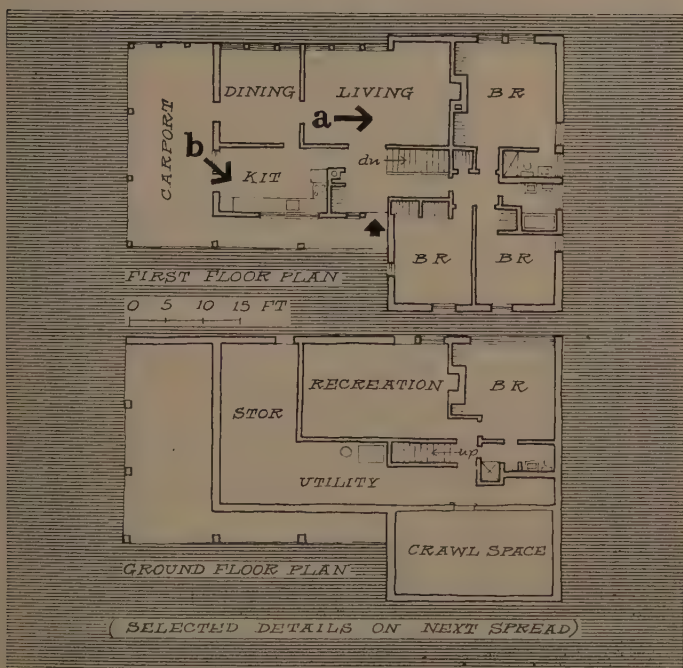 DINING
LIVING
BR
a
b
CARPORT
KIT
dn
BR
BR
FIRST FLOOR PLAN
0 5 10 15 FT
RECREATION
BR
STOR
up
UTILITY
CRAWL SPACE
GROUND FLOOR PLAN
(SELECTED DETAILS ON NEXT SPREAD)